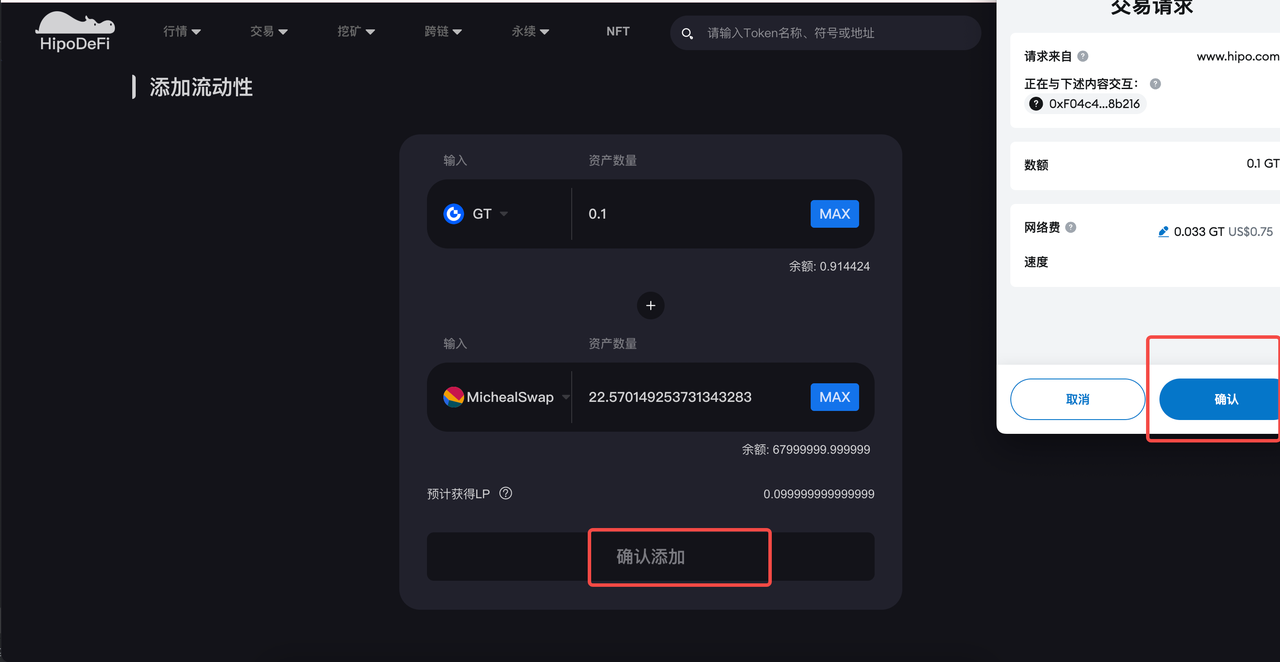 HipoDeFi
行情
交易
挖矿
跨链
永续
NFT
请输入Token名称、符号或地址
添加流动性
输入
资产数量
GT
0.1
MAX
余额: 0.914424
+
输入
资产数量
MichealSwap
22.570149253731343283
MAX
余额: 67999999.999999
预计获得LP ?
0.099999999999999
确认添加
交易请求
请求来自 ?
www.hipo.com
正在与下述内容交互: ?
? 0xF04c4...8b216
数额
0.1 GT
网络费 ?
0.033 GT US$0.75
速度
取消
确认